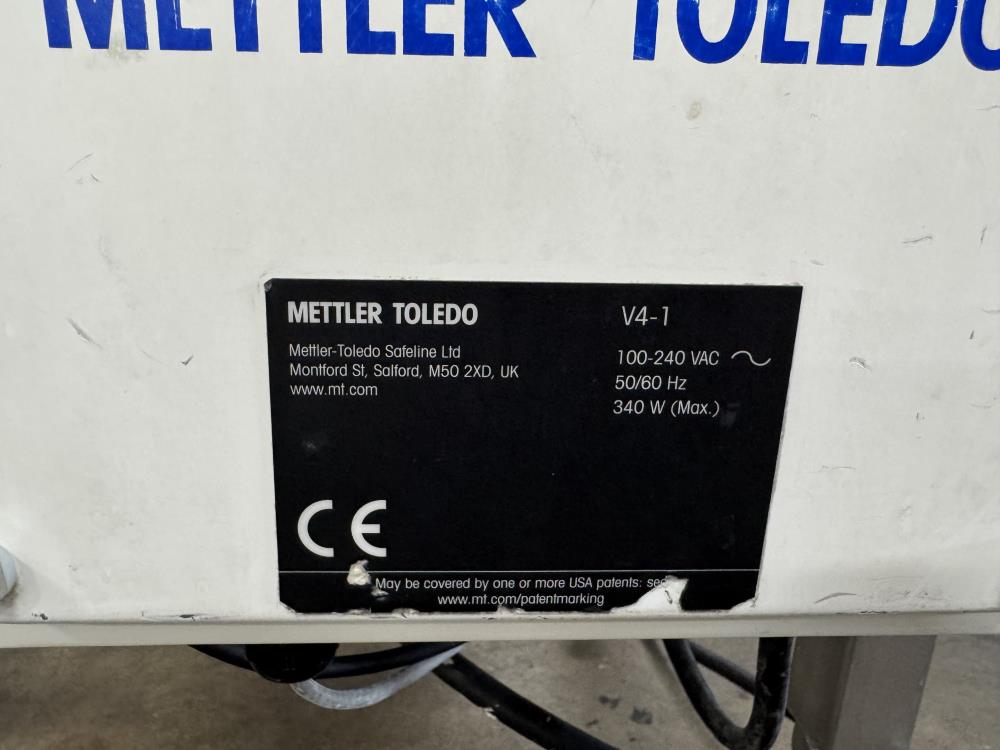 METTLER TOLEDO
METTLER TOLEDO
Mettler-Toledo Safeline Ltd
Montford St, Salford, M50 2XD, UK
www.mt.com
V4-1
100-240 VAC
50/60 Hz
340 W (Max.)
CE
May be covered by one or more USA patents: see
www.mt.com/patentmarking